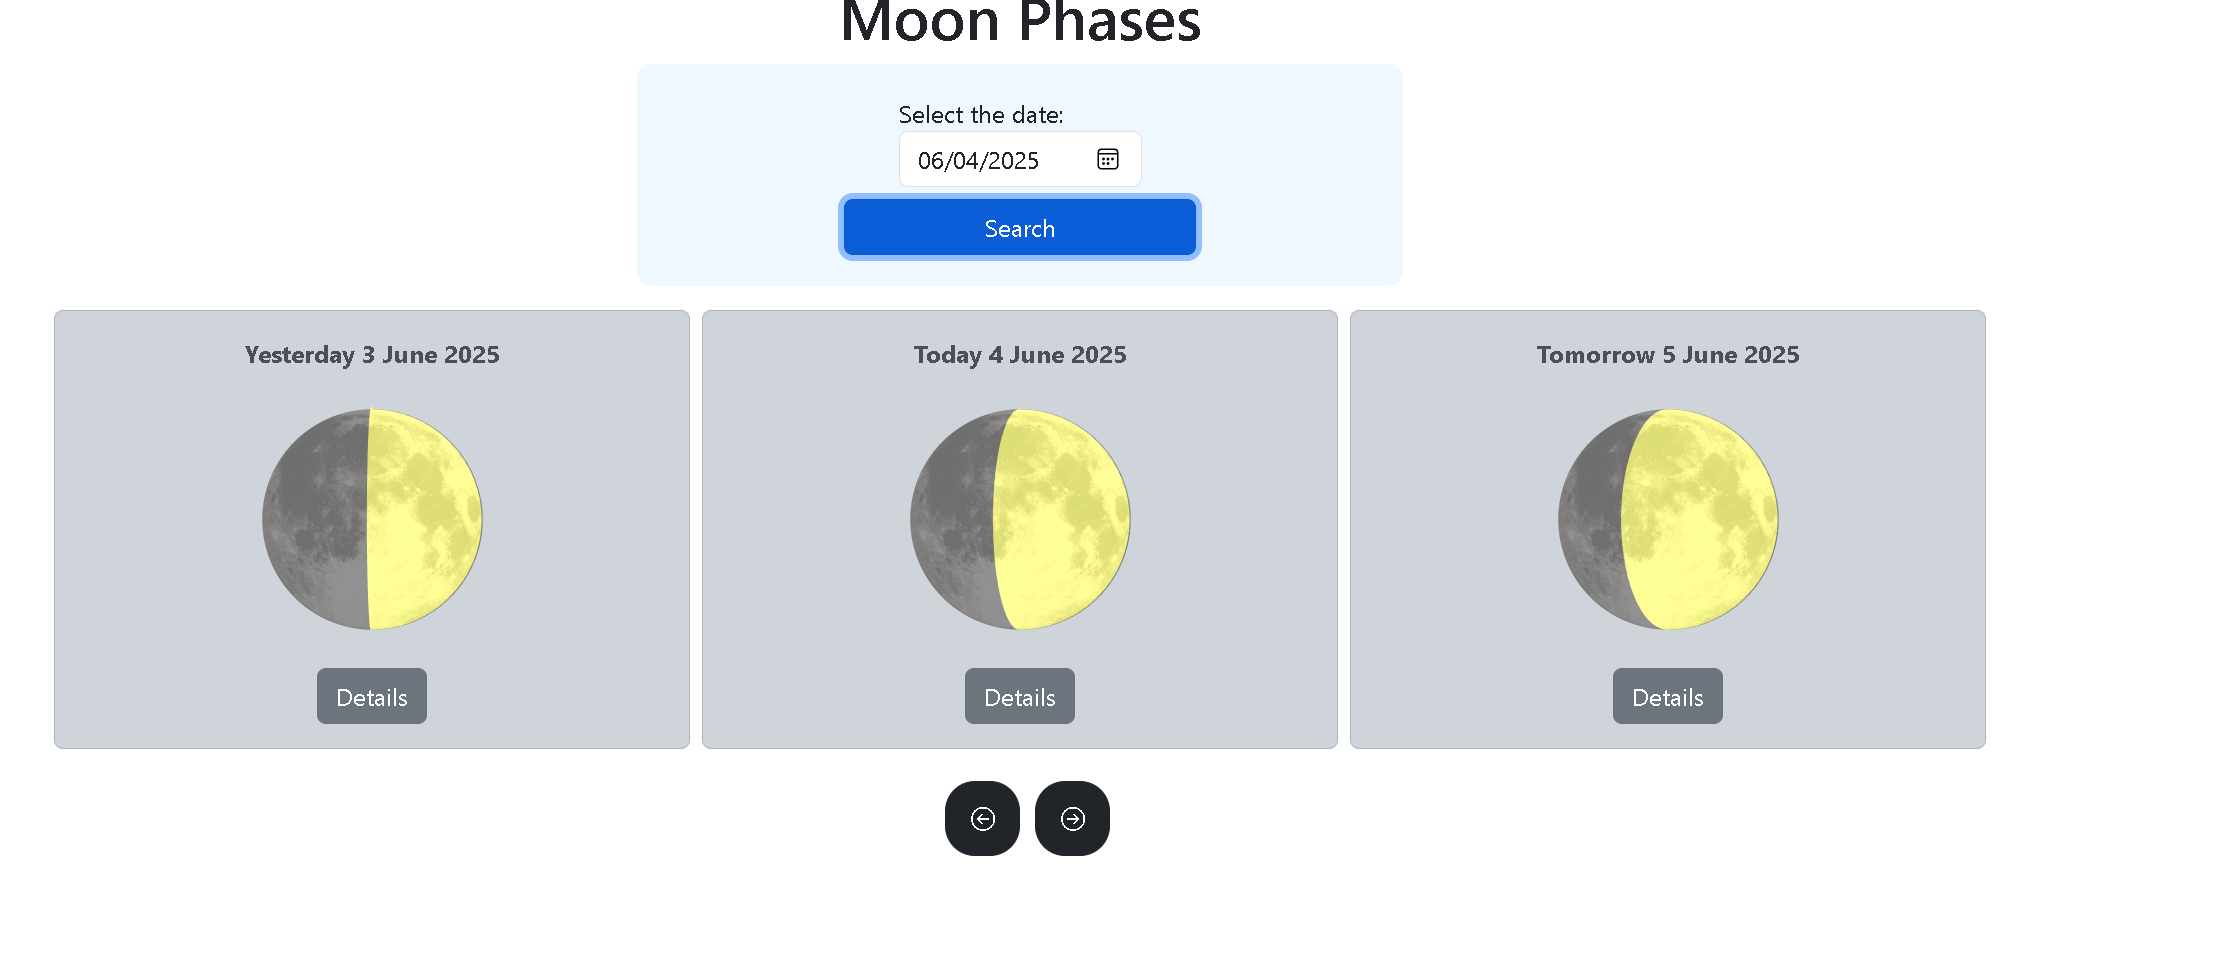 Moon Phases
Select the date:
06/04/2025
Search
Yesterday 3 June 2025
Today 4 June 2025
Tomorrow 5 June 2025
Details
Details
Details